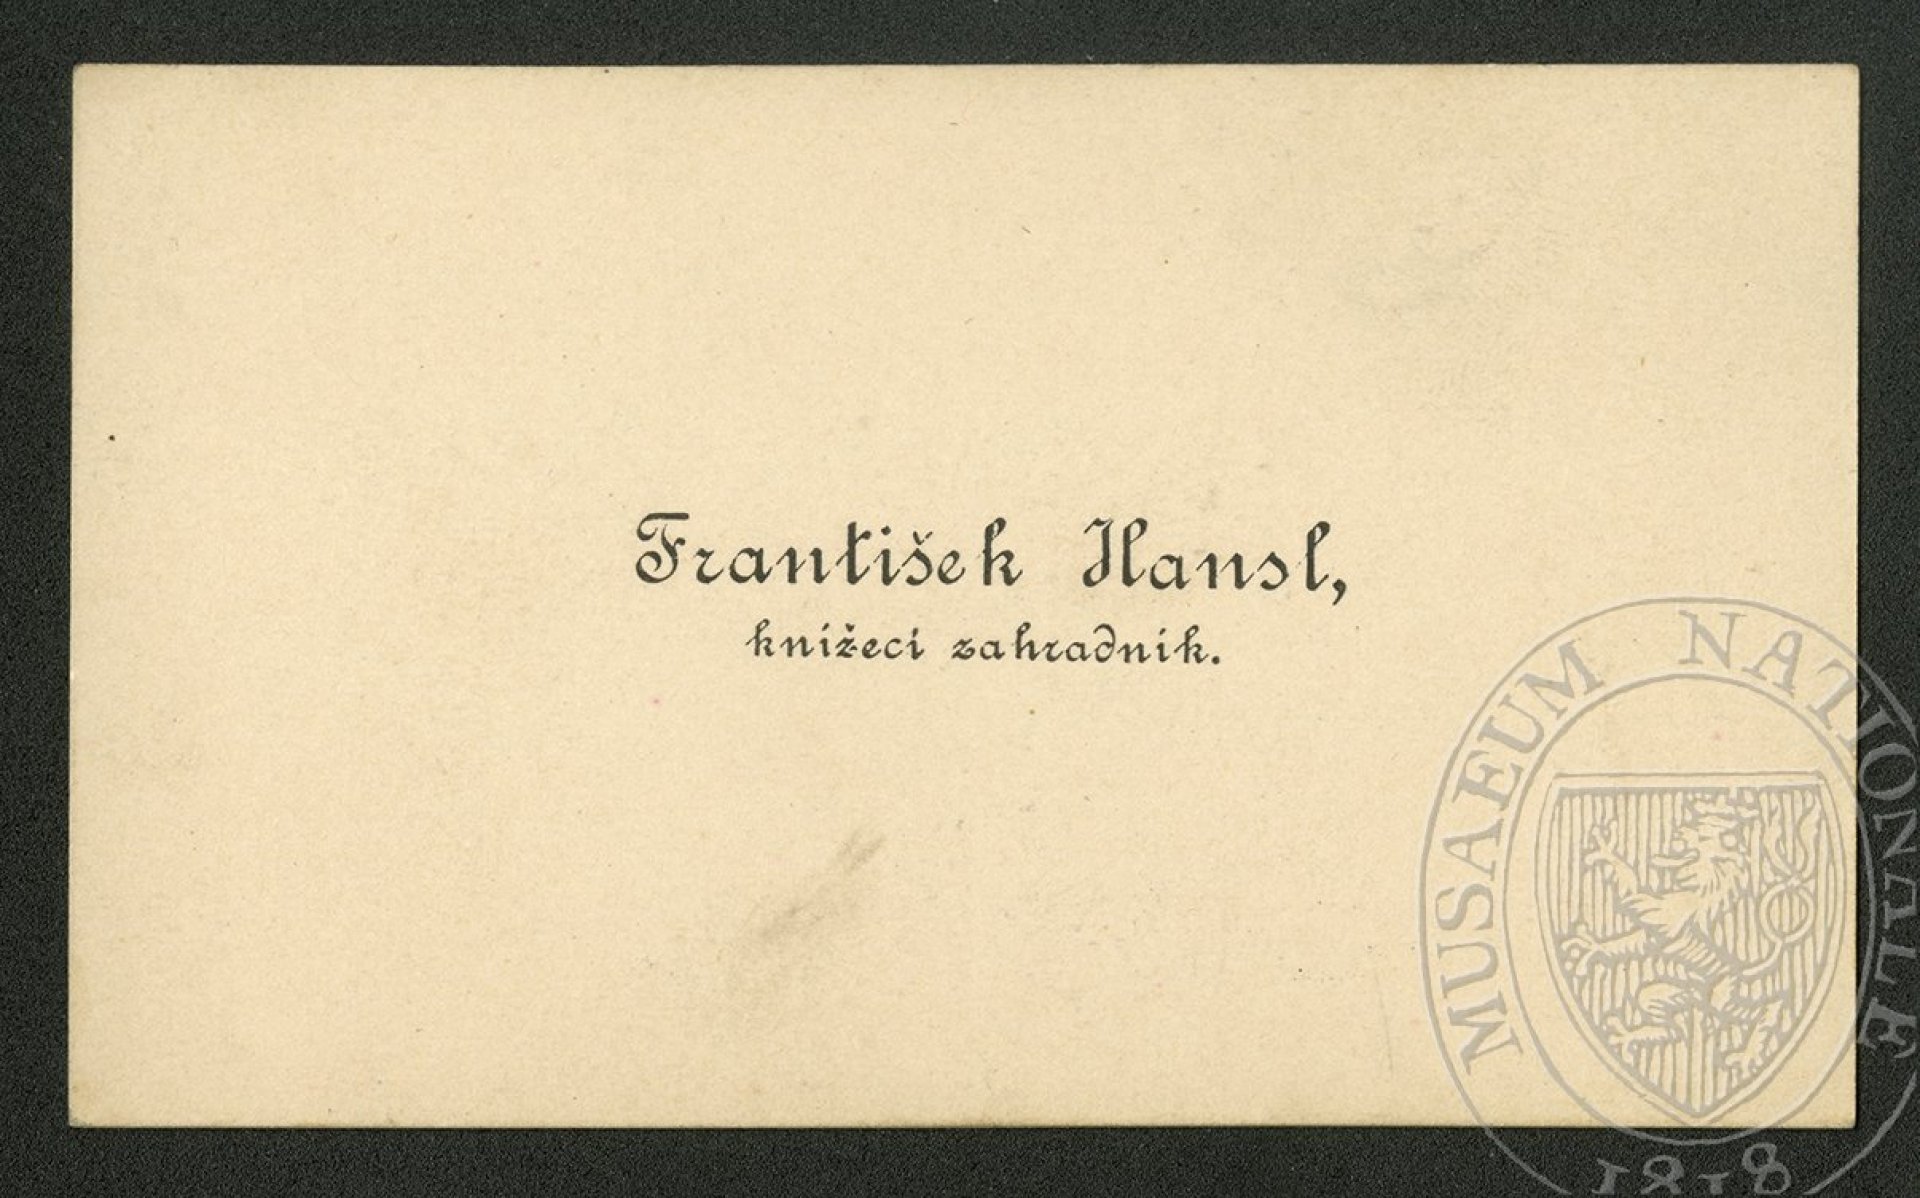 František Hansl,
knížecí zahradník.
MUSAEUM NATIONALE
1818